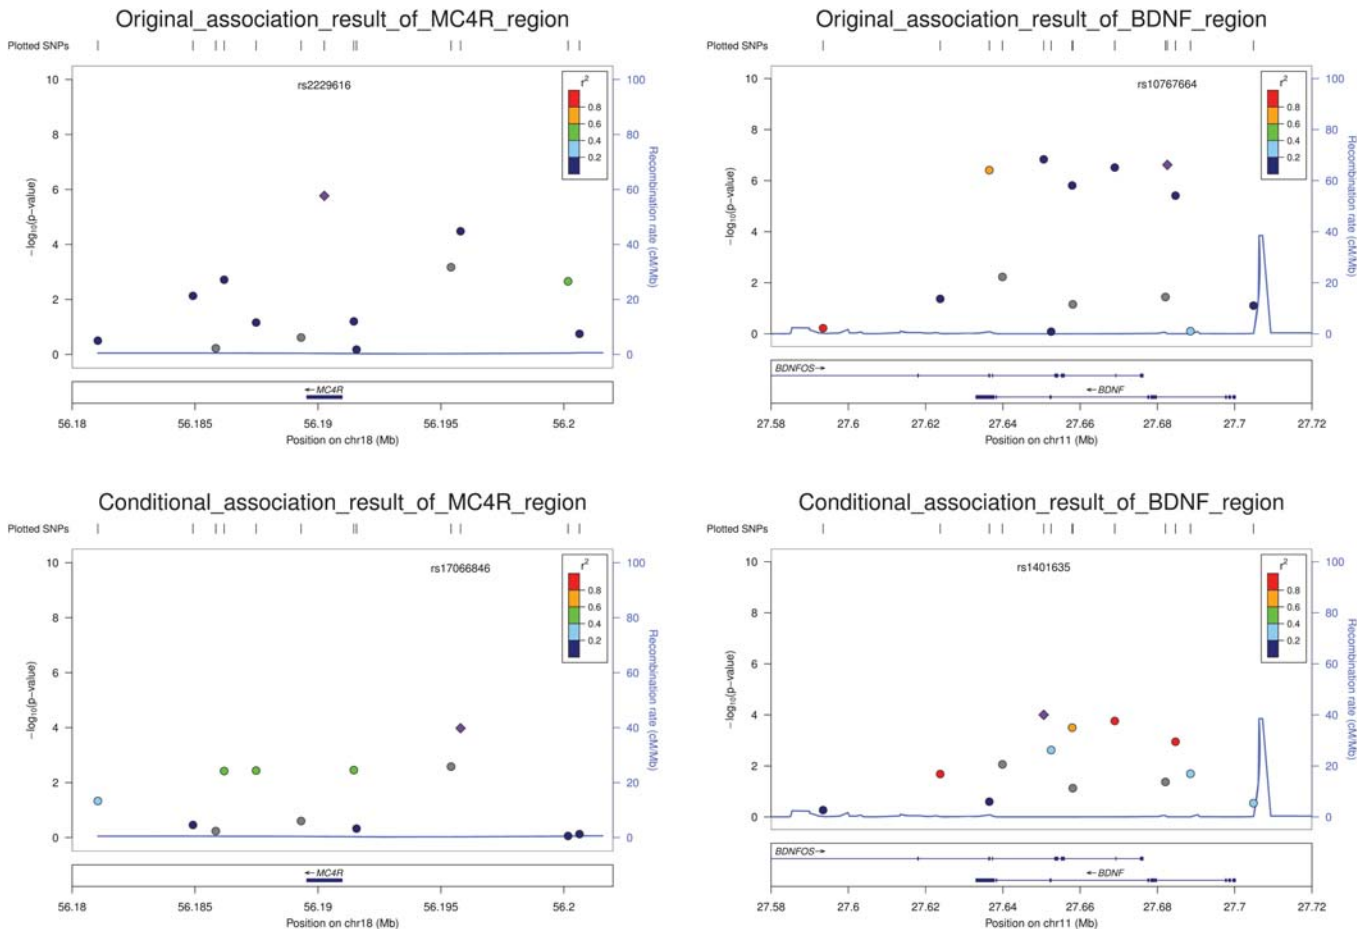 Original_association_result_of_MC4R_region
Plotted SNPs
rs2229616
r²
0.8
0.6
0.4
0.2
10
8
6
4
2
0
−log₁₀(p−value)
100
80
60
40
20
0
Recombination rate (cM/Mb)
←MC4R
56.18 56.185 56.19 56.195 56.2
Position on chr18 (Mb)
Original_association_result_of_BDNF_region
Plotted SNPs
rs10767664
r²
0.8
0.6
0.4
0.2
10
8
6
4
2
0
−log₁₀(p−value)
100
80
60
40
20
0
Recombination rate (cM/Mb)
BDNFOS→
←BDNF
27.58 27.6 27.62 27.64 27.66 27.68 27.7 27.72
Position on chr11 (Mb)
Conditional_association_result_of_MC4R_region
Plotted SNPs
rs17066846
r²
0.8
0.6
0.4
0.2
10
8
6
4
2
0
−log₁₀(p−value)
100
80
60
40
20
0
Recombination rate (cM/Mb)
←MC4R
56.18 56.185 56.19 56.195 56.2
Position on chr18 (Mb)
Conditional_association_result_of_BDNF_region
Plotted SNPs
rs1401635
r²
0.8
0.6
0.4
0.2
10
8
6
4
2
0
−log₁₀(p−value)
100
80
60
40
20
0
Recombination rate (cM/Mb)
BDNFOS→
←BDNF
27.58 27.6 27.62 27.64 27.66 27.68 27.7 27.72
Position on chr11 (Mb)